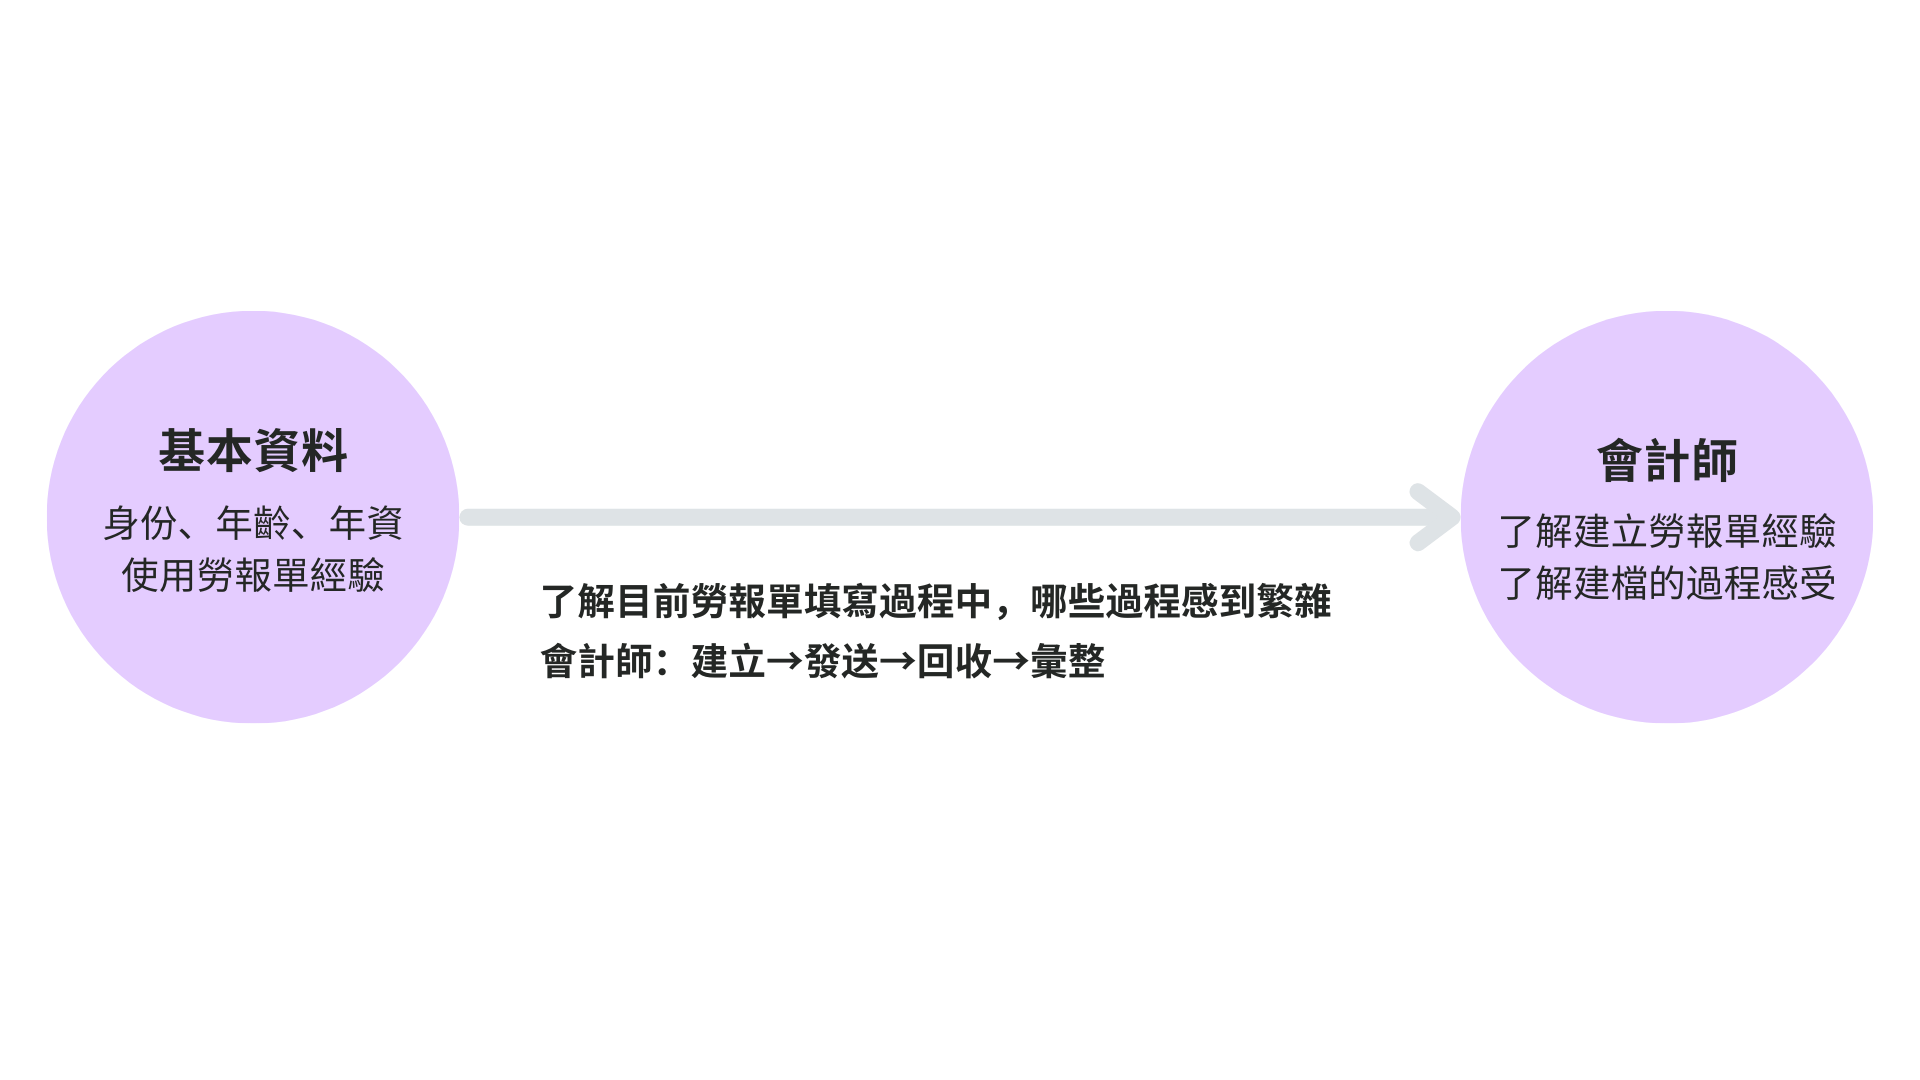 基本資料
身份、年齡、年資
使用勞報單經驗
了解目前勞報單填寫過程中，哪些過程感到繁雜
會計師：建立→發送→回收→彙整
會計師
了解建立勞報單經驗
了解建檔的過程感受